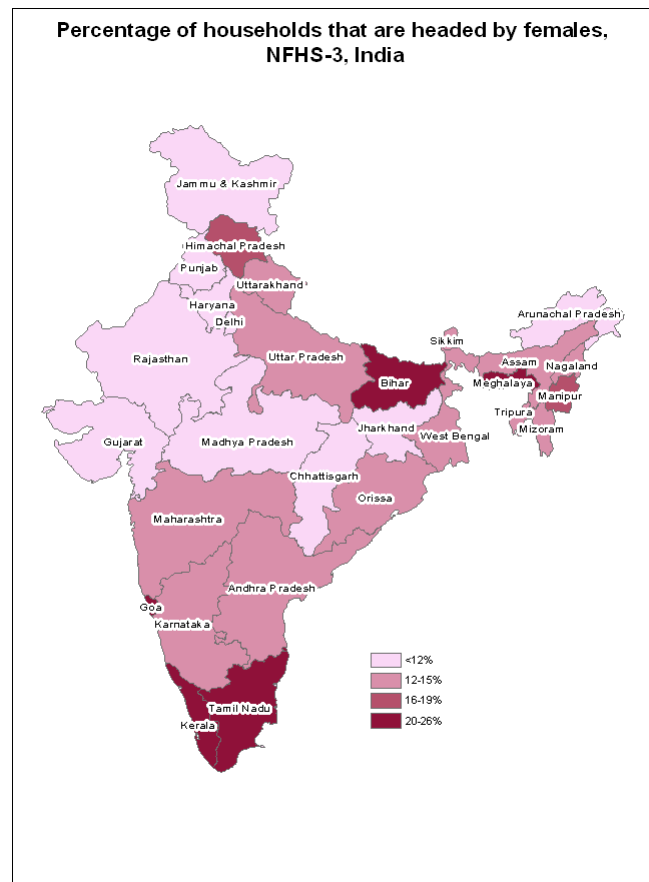 Percentage of households that are headed by females,
NFHS-3, India
Jammu & Kashmir
Himachal Pradesh
Punjab
Uttarakhand
Haryana
Delhi
Arunachal Pradesh
Sikkim
Rajasthan
Uttar Pradesh
Assam
Nagaland
Bihar
Meghalaya
Manipur
Tripura
Mizoram
Gujarat
Madhya Pradesh
Jharkhand
West Bengal
Chhattisgarh
Orissa
Maharashtra
Andhra Pradesh
Goa
Karnataka
Tamil Nadu
Kerala
<12%
12-15%
16-19%
20-26%